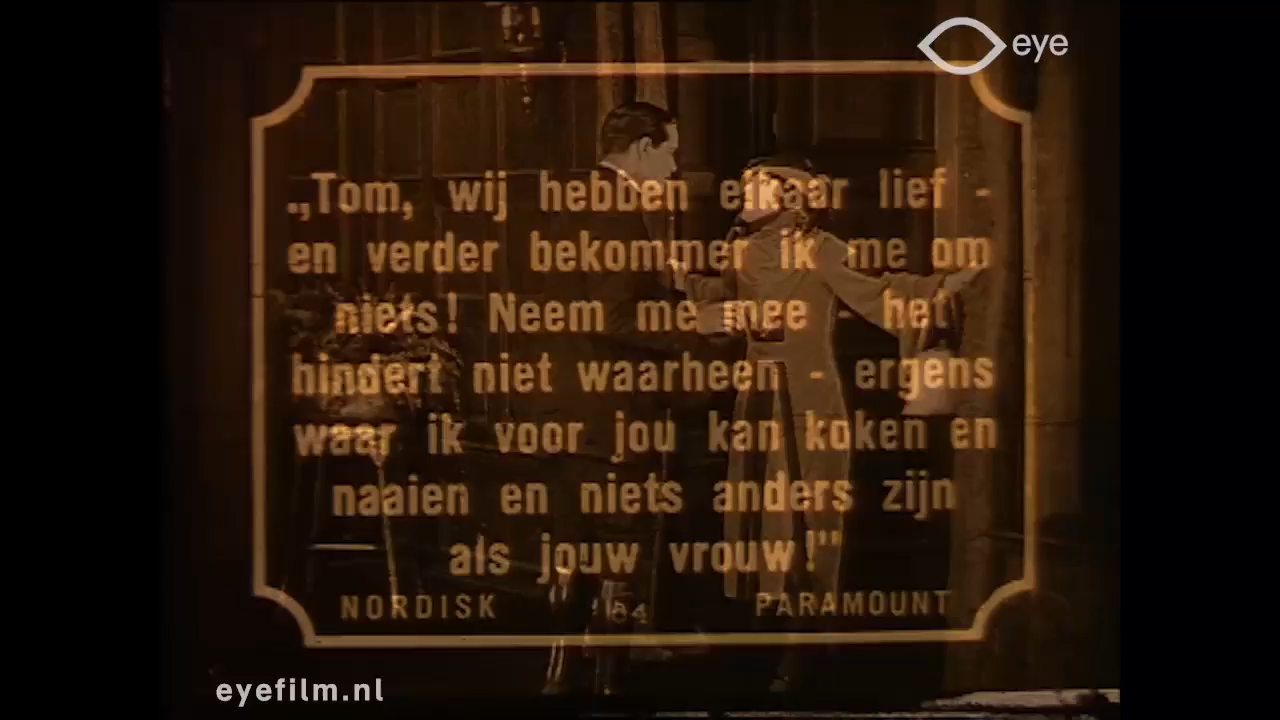 eye
„Tom, wij hebben elkaar lief -
en verder bekommer ik me om
niets! Neem me mee - het
hindert niet waarheen - ergens
waar ik voor jou kan koken en
naaien en niets anders zijn
als jouw vrouw!"
NORDISK 184 PARAMOUNT
eyefilm.nl